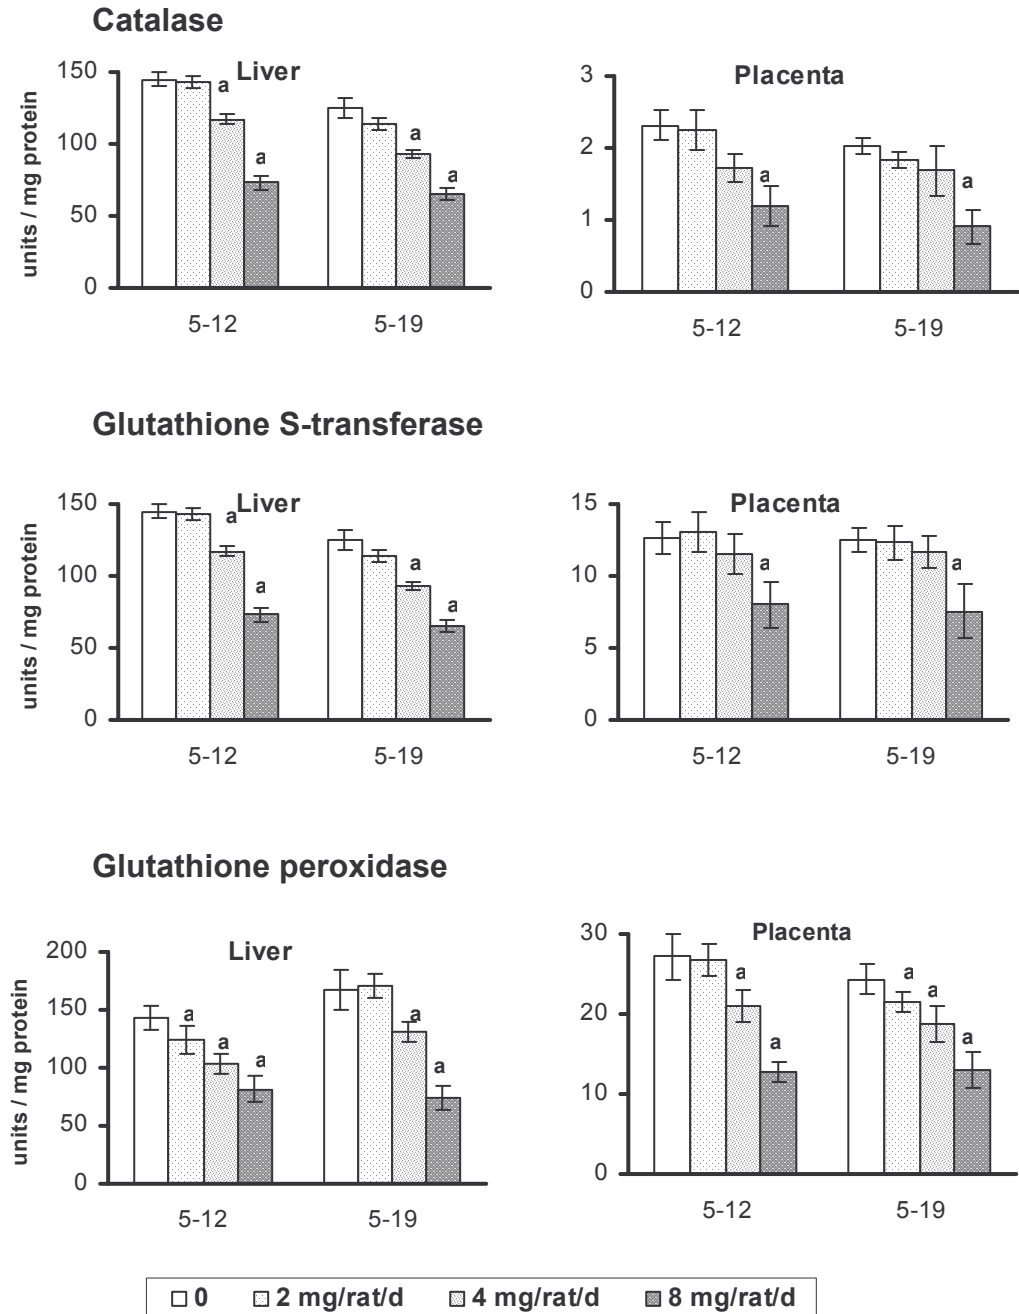 Catalase
Liver
units / mg protein
150
100
50
0
a
a
a
a
5-12
5-19
Placenta
3
2
1
0
a
a
5-12
5-19
Glutathione S-transferase
Liver
units / mg protein
150
100
50
0
a
a
a
a
5-12
5-19
Placenta
15
10
5
0
a
a
5-12
5-19
Glutathione peroxidase
Liver
units / mg protein
200
150
100
50
0
a
a
a
a
a
5-12
5-19
Placenta
30
20
10
0
a
a
a
a
a
5-12
5-19
0 2 mg/rat/d 4 mg/rat/d 8 mg/rat/d